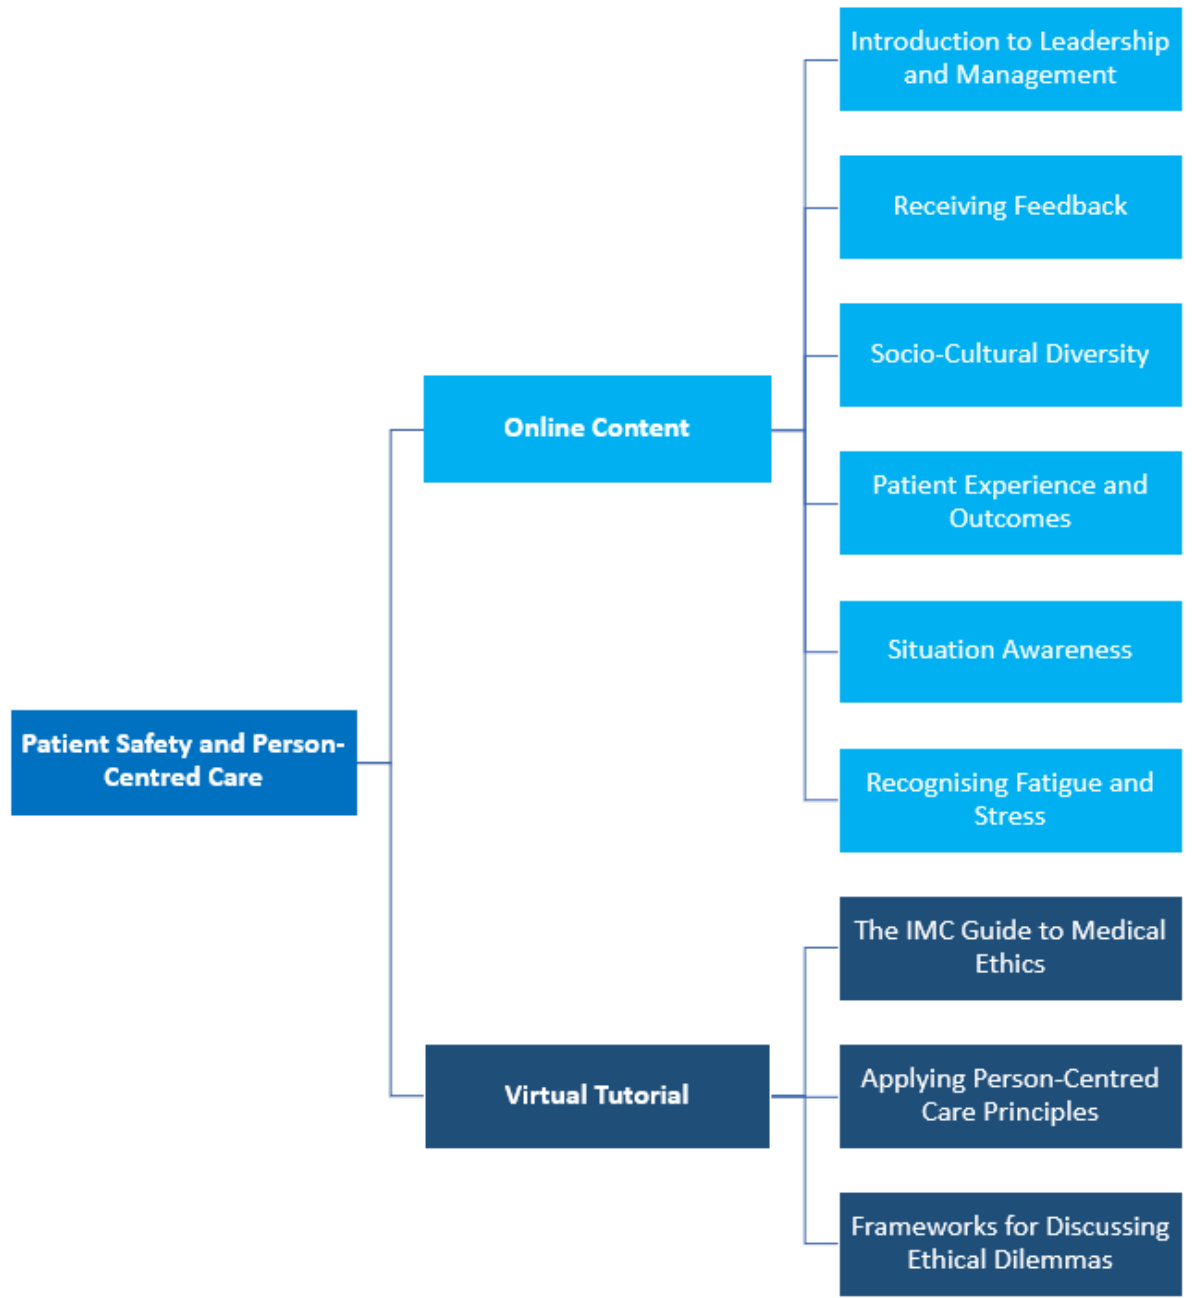 Introduction to Leadership
and Management
Receiving Feedback
Socio-Cultural Diversity
Online Content
Patient Experience and
Outcomes
Situation Awareness
Patient Safety and Person-
Centred Care
Recognising Fatigue and
Stress
The IMC Guide to Medical
Ethics
Virtual Tutorial
Applying Person-Centred
Care Principles
Frameworks for Discussing
Ethical Dilemmas